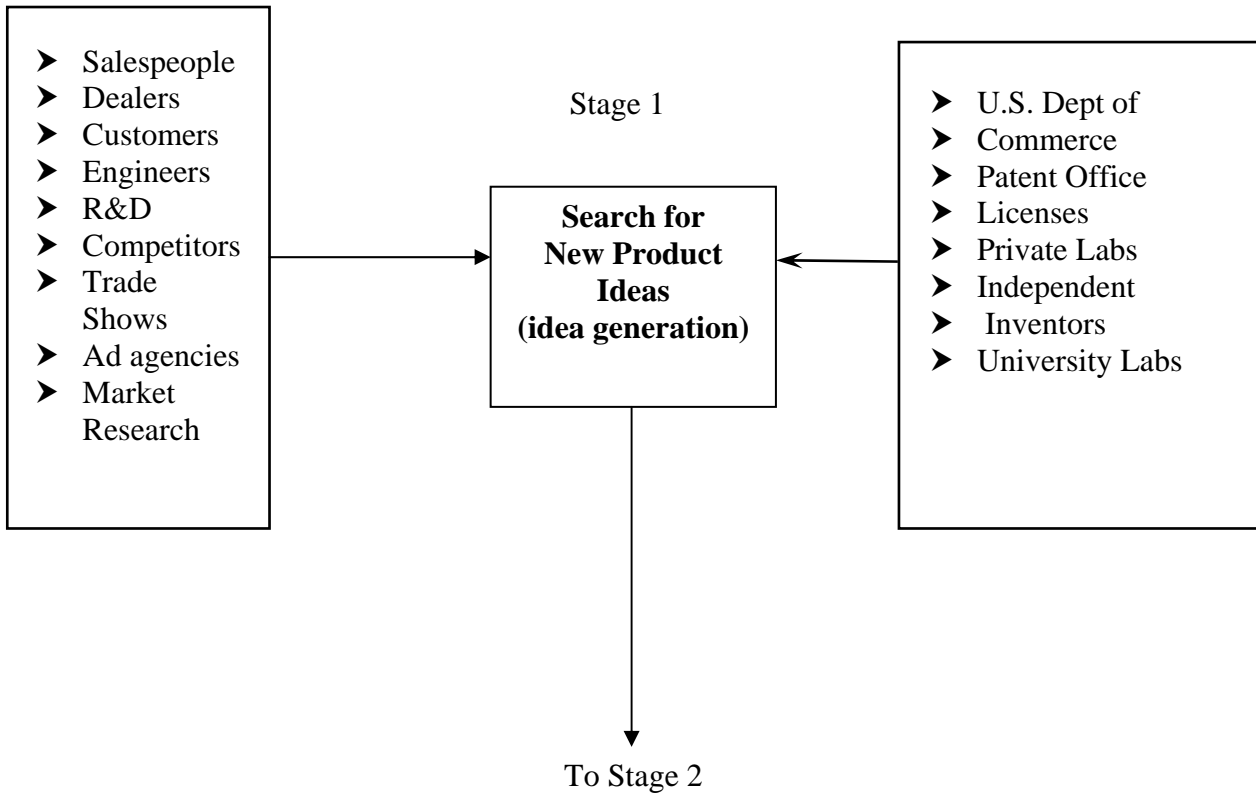 ➤ Salespeople
➤ Dealers
➤ Customers
➤ Engineers
➤ R&D
➤ Competitors
➤ Trade
Shows
➤ Ad agencies
➤ Market
Research
Stage 1
Search for
New Product
Ideas
(idea generation)
➤ U.S. Dept of
➤ Commerce
➤ Patent Office
➤ Licenses
➤ Private Labs
➤ Independent
➤ Inventors
➤ University Labs
To Stage 2